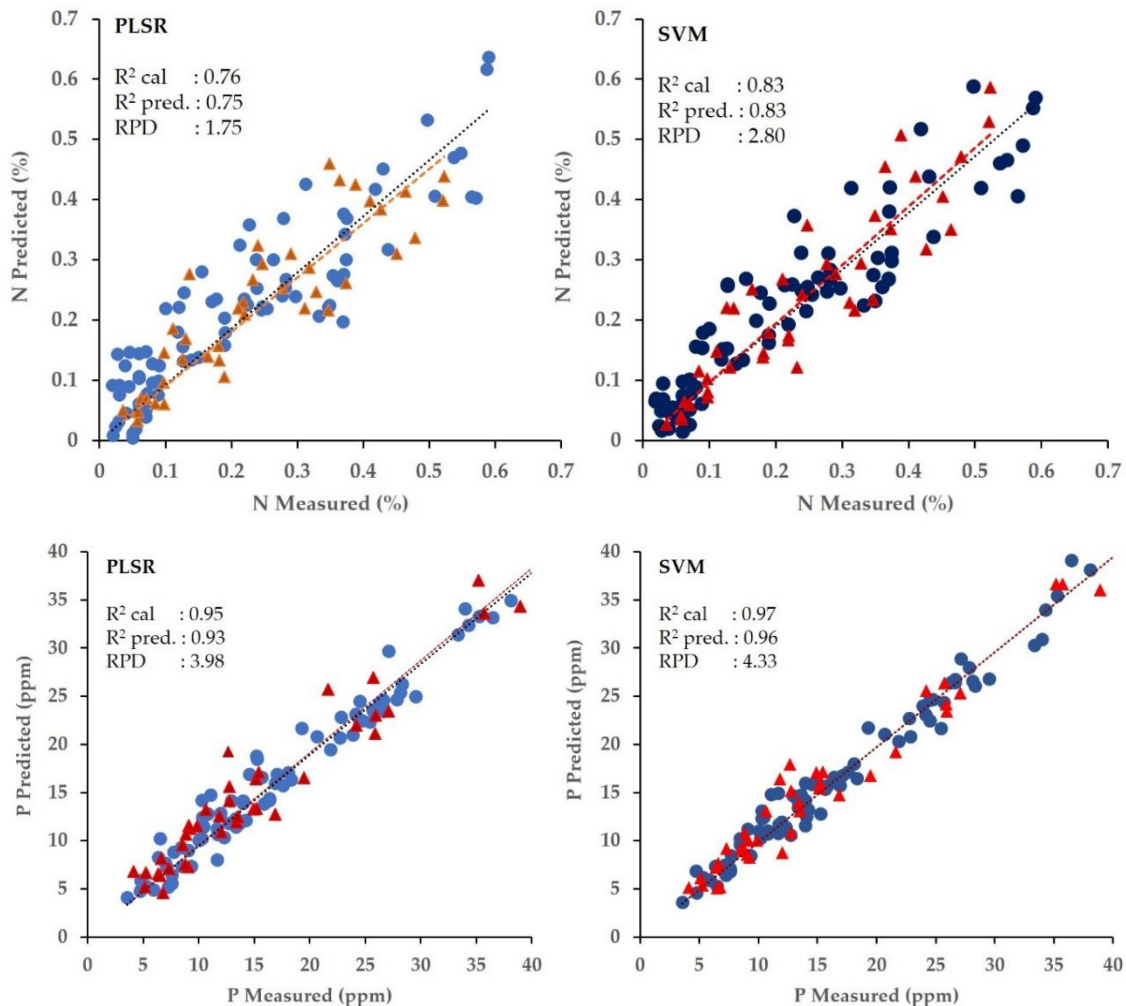 PLSR
R² cal : 0.76
R² pred. : 0.75
RPD : 1.75
N Predicted (%)
0.7
0.6
0.5
0.4
0.3
0.2
0.1
0
0 0.1 0.2 0.3 0.4 0.5 0.6 0.7
N Measured (%)
SVM
R² cal : 0.83
R² pred. : 0.83
RPD : 2.80
N Predicted (%)
0.7
0.6
0.5
0.4
0.3
0.2
0.1
0
0 0.1 0.2 0.3 0.4 0.5 0.6 0.7
N Measured (%)
PLSR
R² cal : 0.95
R² pred. : 0.93
RPD : 3.98
P Predicted (ppm)
40
35
30
25
20
15
10
5
0
0 5 10 15 20 25 30 35 40
P Measured (ppm)
SVM
R² cal : 0.97
R² pred. : 0.96
RPD : 4.33
P Predicted (ppm)
40
35
30
25
20
15
10
5
0
0 5 10 15 20 25 30 35 40
P Measured (ppm)